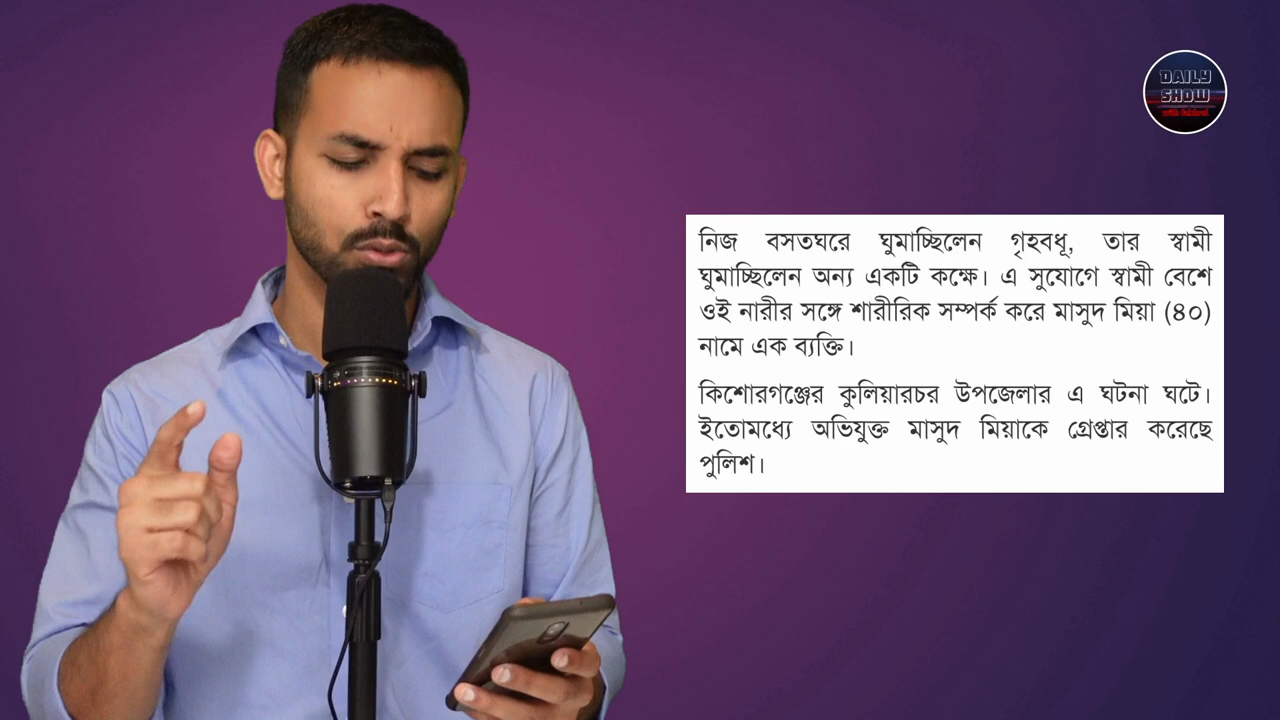 DAILY
SHOW
নিজ বসতঘরে ঘুমাচ্ছিলেন গৃহবধূ, তার স্বামী
ঘুমাচ্ছিলেন অন্য একটি কক্ষে। এ সুযোগে স্বামী বেশে
ওই নারীর সঙ্গে শারীরিক সম্পর্ক করে মাসুদ মিয়া (৪০)
নামে এক ব্যক্তি।
কিশোরগঞ্জের কুলিয়ারচর উপজেলার এ ঘটনা ঘটে।
ইতোমধ্যে অভিযুক্ত মাসুদ মিয়াকে গ্রেপ্তার করেছে
পুলিশ।